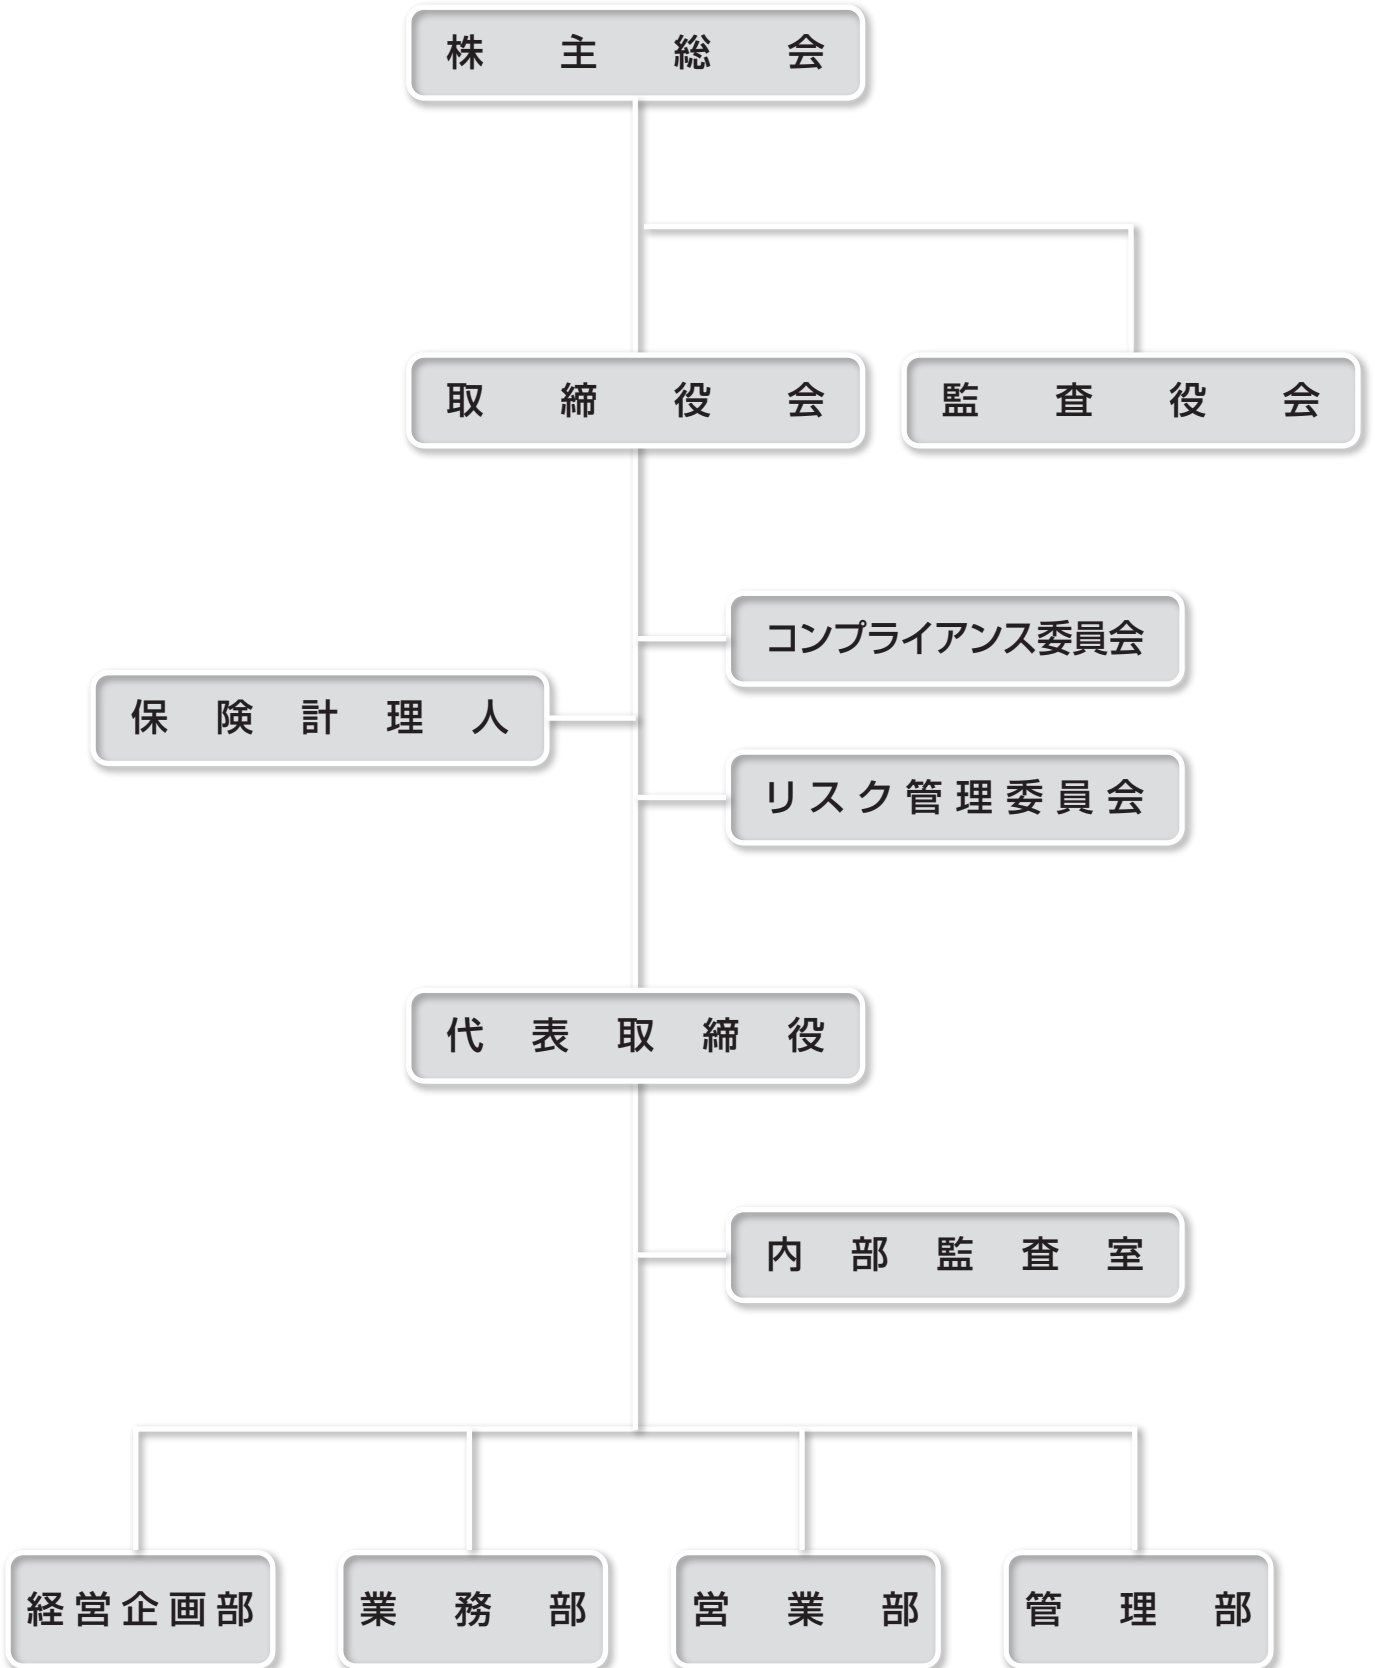 株主総会
取締役会
監査役会
コンプライアンス委員会
保険計理人
リスク管理委員会
代表取締役
内部監査室
経営企画部
業務部
営業部
管理部